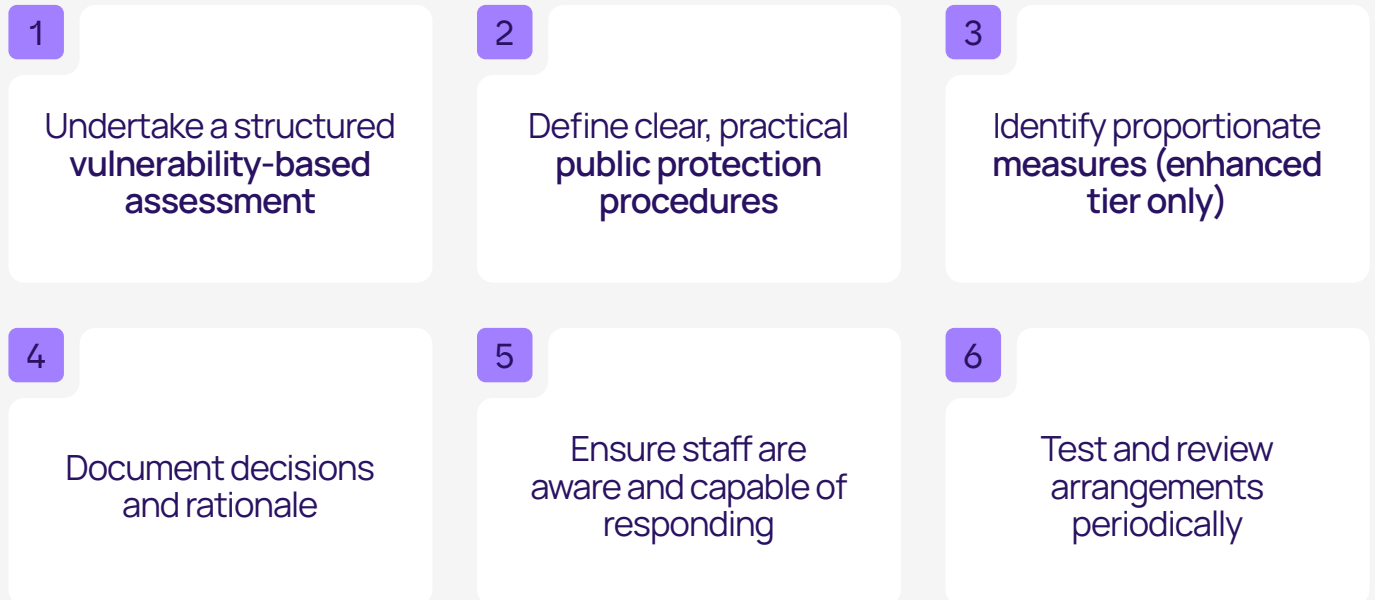 1
Undertake a structured
vulnerability-based
assessment
2
Define clear, practical
public protection
procedures
3
Identify proportionate
measures (enhanced
tier only)
4
Document decisions
and rationale
5
Ensure staff are
aware and capable of
responding
6
Test and review
arrangements
periodically